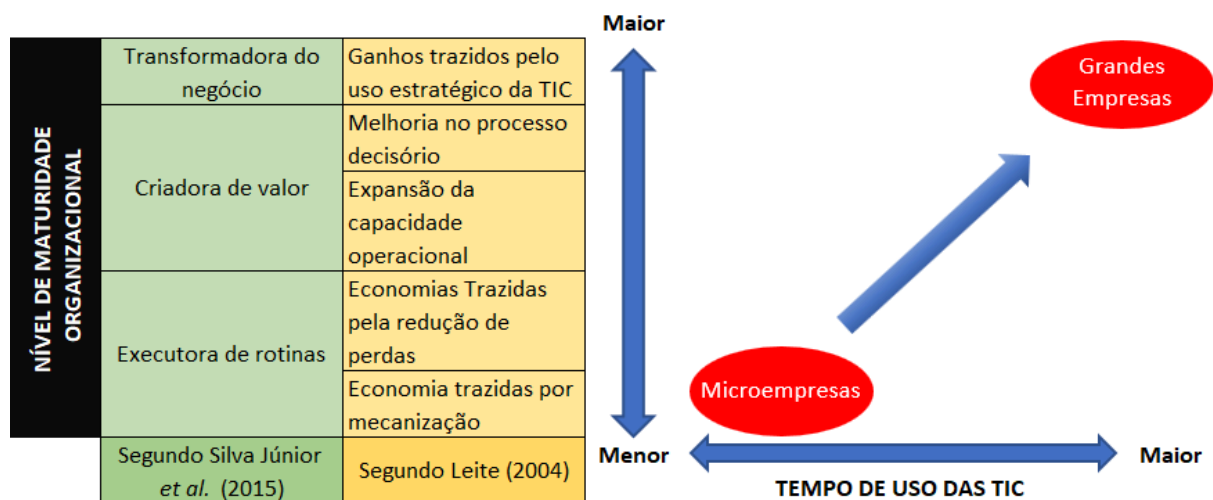 NÍVEL DE MATURIDADE
ORGANIZACIONAL
Transformadora do
negócio
Ganhos trazidos pelo
uso estratégico da TIC
Criadora de valor
Melhoria no processo
decisório
Expansão da
capacidade
operacional
Executora de rotinas
Economias Trazidas
pela redução de
perdas
Economia trazidas por
mecanização
Segundo Silva Júnior
et al. (2015)
Segundo Leite (2004)
Maior
Menor
Grandes
Empresas
Microempresas
Maior
TEMPO DE USO DAS TIC